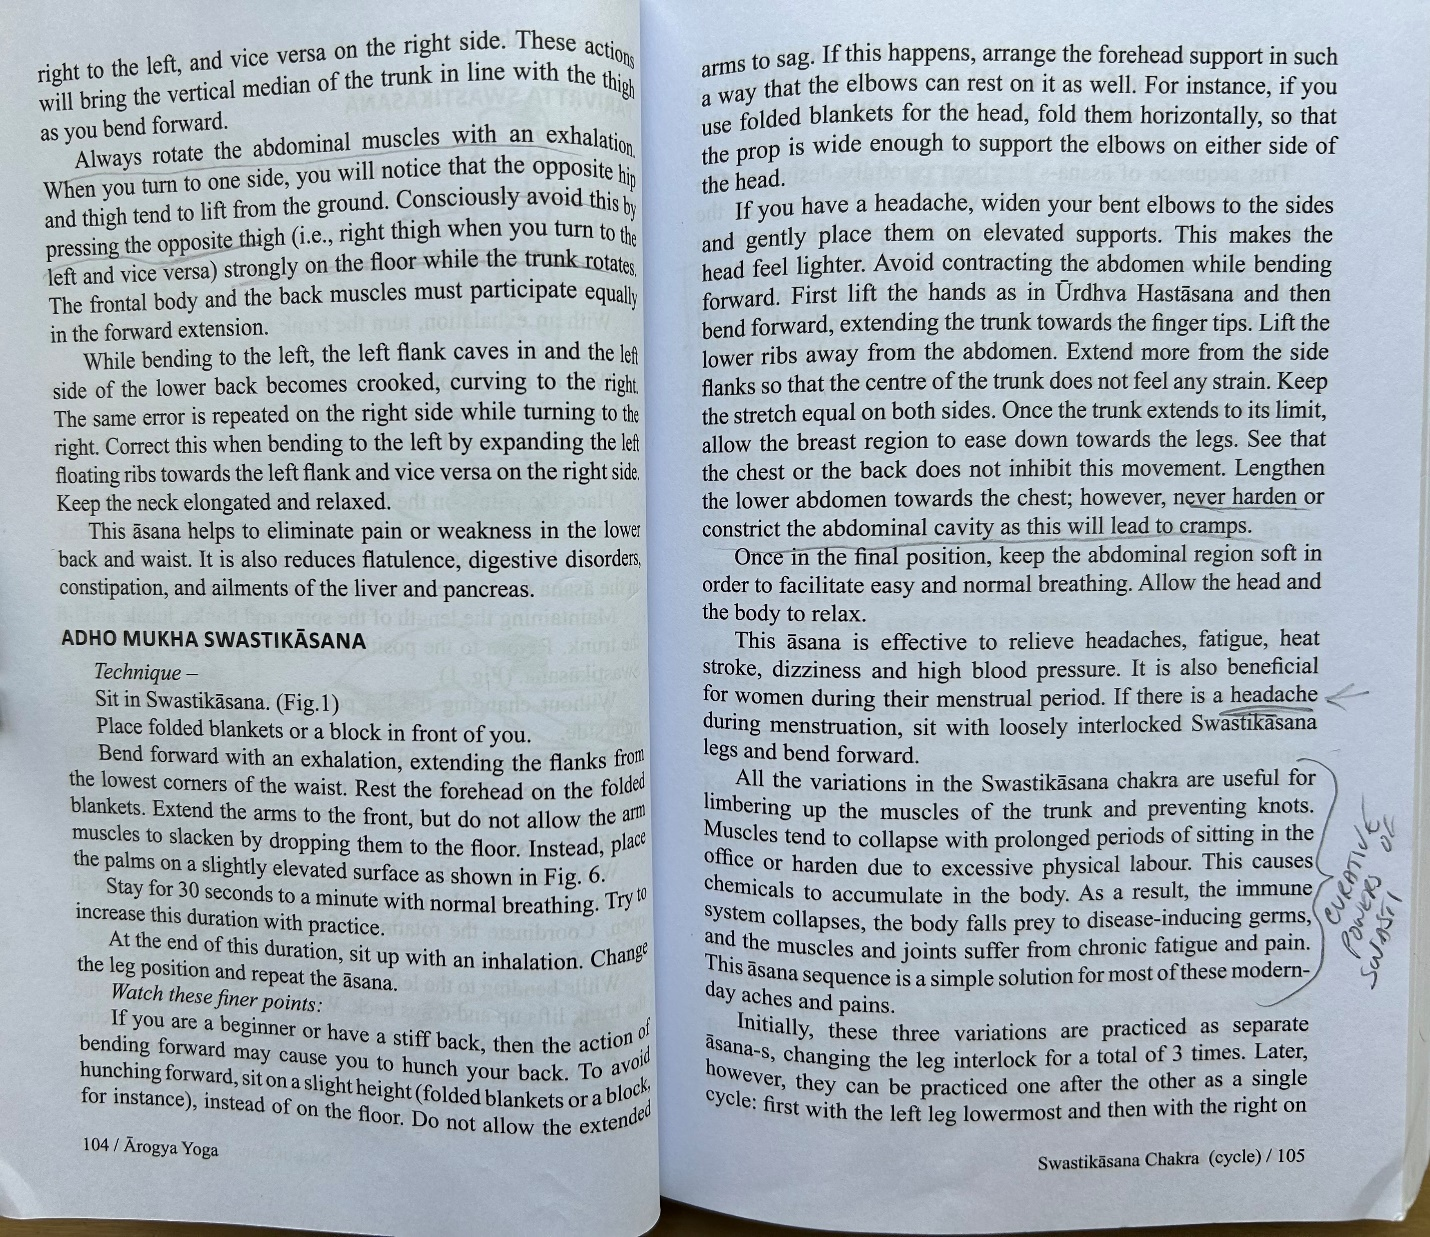 right to the left, and vice versa on the right side. These actions
will bring the vertical median of the trunk in line with the thigh
as you bend forward.
Always rotate the abdominal muscles with an exhalation.
When you turn to one side, you will notice that the opposite hip
and thigh tend to lift from the ground. Consciously avoid this by
pressing the opposite thigh (i.e., right thigh when you turn to the
left and vice versa) strongly on the floor while the trunk rotates.
The frontal body and the back muscles must participate equally
in the forward extension.
While bending to the left, the left flank caves in and the left
side of the lower back becomes crooked, curving to the right.
The same error is repeated on the right side while turning to the
right. Correct this when bending to the left by expanding the left
floating ribs towards the left flank and vice versa on the right side.
Keep the neck elongated and relaxed.
This āsana helps to eliminate pain or weakness in the lower
back and waist. It is also reduces flatulence, digestive disorders,
constipation, and ailments of the liver and pancreas.
ADHO MUKHA SWASTIKĀSANA
Technique –
Sit in Swastikāsana. (Fig.1)
Place folded blankets or a block in front of you.
Bend forward with an exhalation, extending the flanks from
the lowest corners of the waist. Rest the forehead on the folded
blankets. Extend the arms to the front, but do not allow the arm
muscles to slacken by dropping them to the floor. Instead, place
the palms on a slightly elevated surface as shown in Fig. 6.
Stay for 30 seconds to a minute with normal breathing. Try to
increase this duration with practice.
At the end of this duration, sit up with an inhalation. Change
the leg position and repeat the āsana.
Watch these finer points:
If you are a beginner or have a stiff back, then the action of
bending forward may cause you to hunch your back. To avoid
hunching forward, sit on a slight height (folded blankets or a block,
for instance), instead of on the floor. Do not allow the extended
104 / Ārogya Yoga
arms to sag. If this happens, arrange the forehead support in such
a way that the elbows can rest on it as well. For instance, if you
use folded blankets for the head, fold them horizontally, so that
the prop is wide enough to support the elbows on either side of
the head.
If you have a headache, widen your bent elbows to the sides
and gently place them on elevated supports. This makes the
head feel lighter. Avoid contracting the abdomen while bending
forward. First lift the hands as in Ūrdhva Hastāsana and then
bend forward, extending the trunk towards the finger tips. Lift the
lower ribs away from the abdomen. Extend more from the side
flanks so that the centre of the trunk does not feel any strain. Keep
the stretch equal on both sides. Once the trunk extends to its limit,
allow the breast region to ease down towards the legs. See that
the chest or the back does not inhibit this movement. Lengthen
the lower abdomen towards the chest; however, never harden or
constrict the abdominal cavity as this will lead to cramps.
Once in the final position, keep the abdominal region soft in
order to facilitate easy and normal breathing. Allow the head and
the body to relax.
This āsana is effective to relieve headaches, fatigue, heat
stroke, dizziness and high blood pressure. It is also beneficial
for women during their menstrual period. If there is a headache
during menstruation, sit with loosely interlocked Swastikāsana
legs and bend forward.
All the variations in the Swastikāsana chakra are useful for
limbering up the muscles of the trunk and preventing knots.
Muscles tend to collapse with prolonged periods of sitting in the
office or harden due to excessive physical labour. This causes
chemicals to accumulate in the body. As a result, the immune
system collapses, the body falls prey to disease-inducing germs,
and the muscles and joints suffer from chronic fatigue and pain.
This āsana sequence is a simple solution for most of these modern-
day aches and pains.
Initially, these three variations are practiced as separate
āsana-s, changing the leg interlock for a total of 3 times. Later,
however, they can be practiced one after the other as a single
cycle: first with the left leg lowermost and then with the right on
Swastikāsana Chakra (cycle) / 105
CURATIVE
POWERS OF
SWASTI